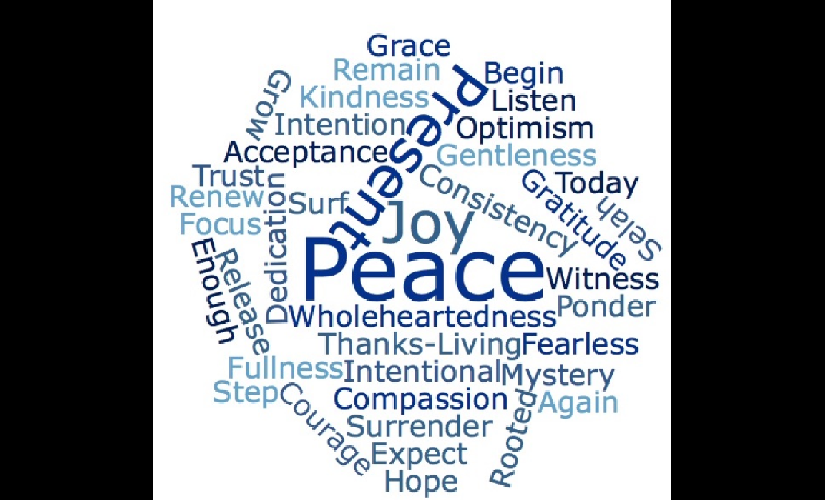 Grace
Remain
Begin
Present
Grow
Kindness
Listen
Intention
Optimism
Acceptance
Gentleness
Trust
Consistency
Gratitude
Today
Renew
Surf
Selah
Focus
Dedication
Joy
Enough
Release
Peace
Witness
Ponder
Wholeheartedness
Thanks-Living
Fearless
Fullness
Intentional
Mystery
Step
Courage
Compassion
Rooted
Again
Surrender
Expect
Hope